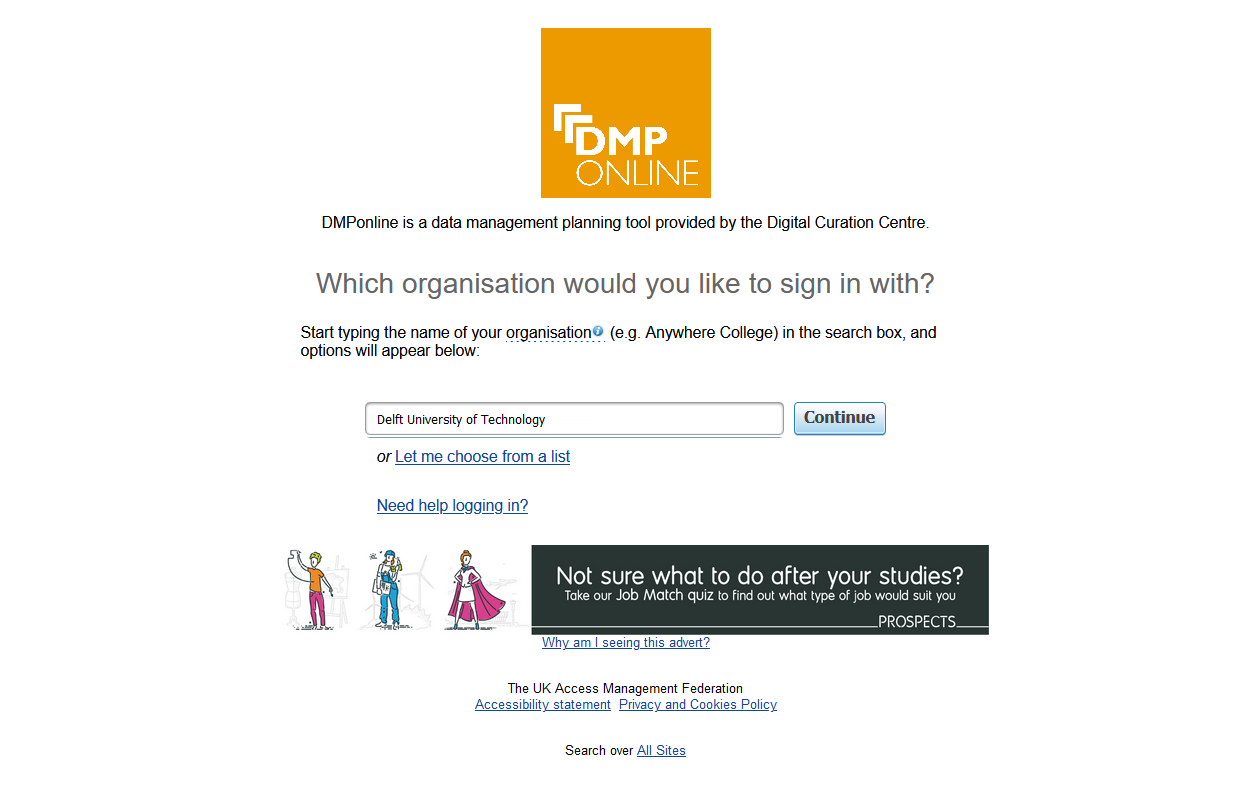 DMP
ONLINE
DMPonline is a data management planning tool provided by the Digital Curation Centre.
Which organisation would you like to sign in with?
Start typing the name of your organisation (e.g. Anywhere College) in the search box, and
options will appear below:
Delft University of Technology
Continue
or Let me choose from a list
Need help logging in?
Not sure what to do after your studies?
Take our Job Match quiz to find out what type of job would suit you
PROSPECTS
Why am I seeing this advert?
The UK Access Management Federation
Accessibility statement Privacy and Cookies Policy
Search over All Sites